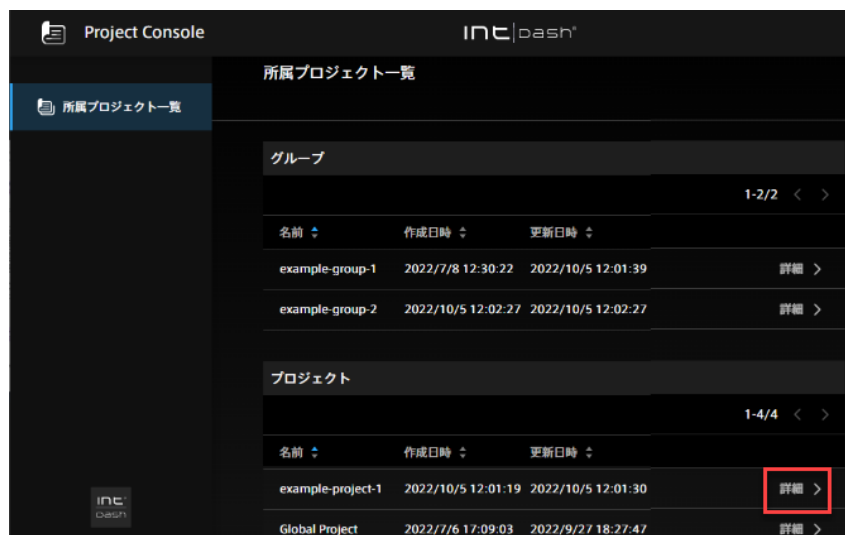 Project Console
intdash®
所属プロジェクト一覧
所属プロジェクト一覧
グループ
1-2/2
名前 作成日時 更新日時
example-group-1 2022/7/8 12:30:22 2022/10/5 12:01:39 詳細
example-group-2 2022/10/5 12:02:27 2022/10/5 12:02:27 詳細
プロジェクト
1-4/4
名前 作成日時 更新日時
example-project-1 2022/10/5 12:01:19 2022/10/5 12:01:30 詳細
Global Project 2022/7/6 17:09:03 2022/9/27 18:27:47 詳細
int
dash